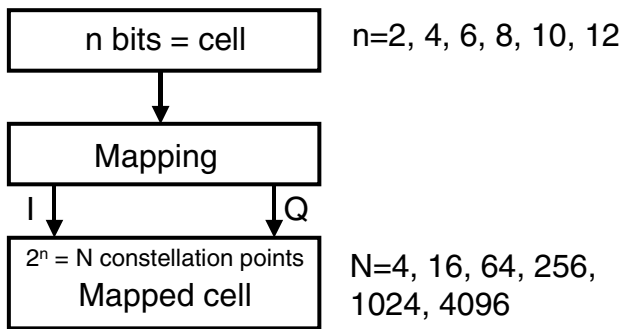 n bits = cell
n=2, 4, 6, 8, 10, 12
Mapping
I
Q
2ⁿ = N constellation points
Mapped cell
N=4, 16, 64, 256,
1024, 4096